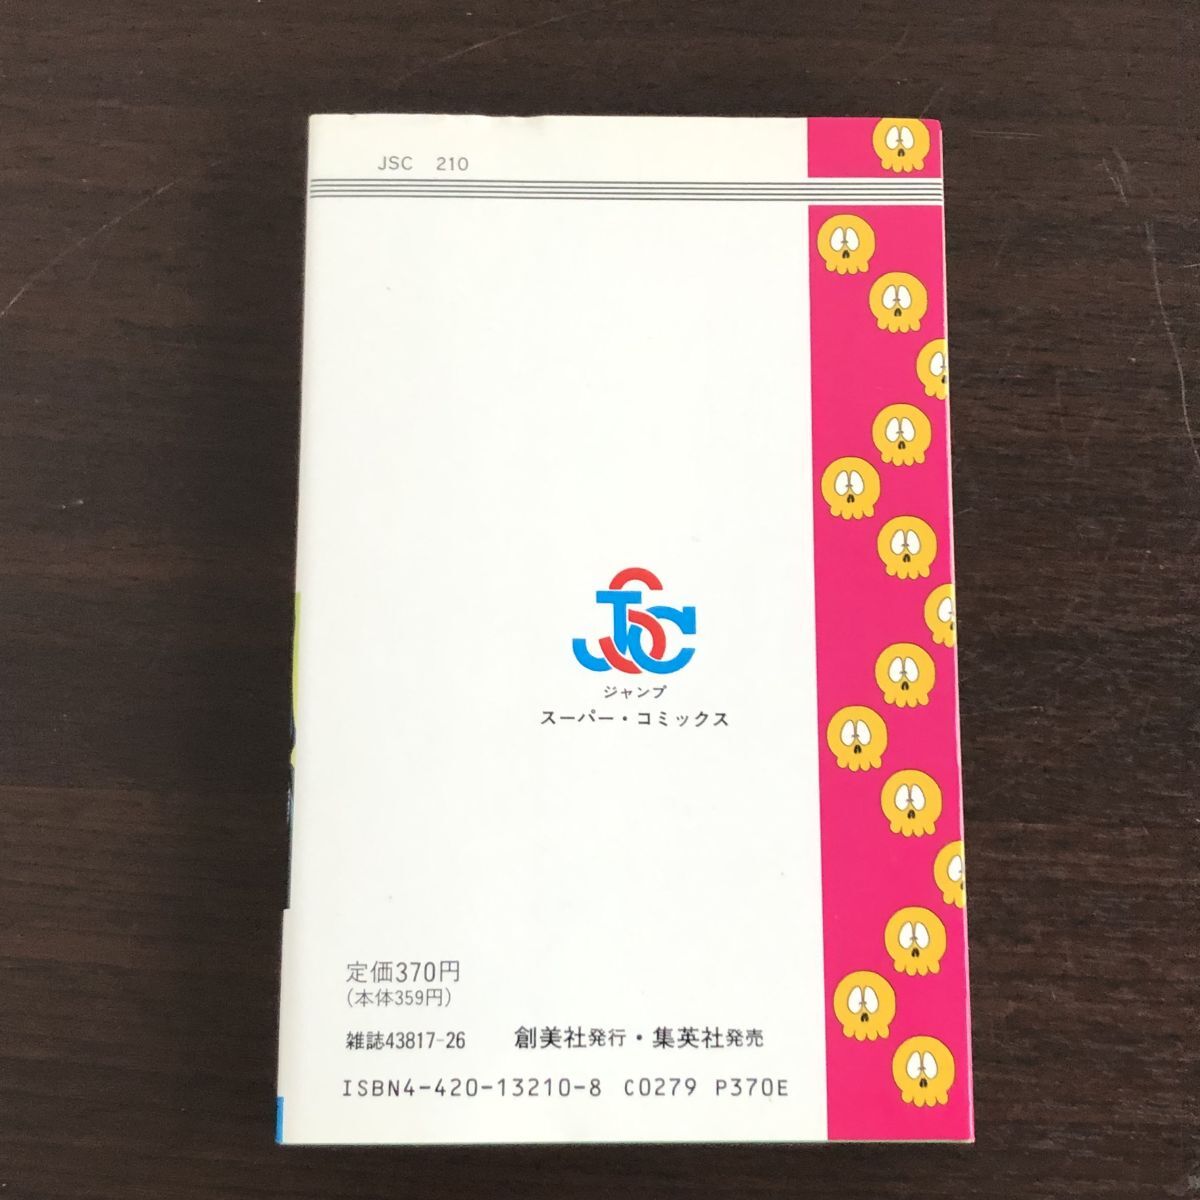 JSC 210
JSC
ジャンプ
スーパー・コミックス
定価370円
(本体359円)
雑誌43817-26 創美社発行・集英社発売
ISBN4-420-13210-8 C0279 P370E